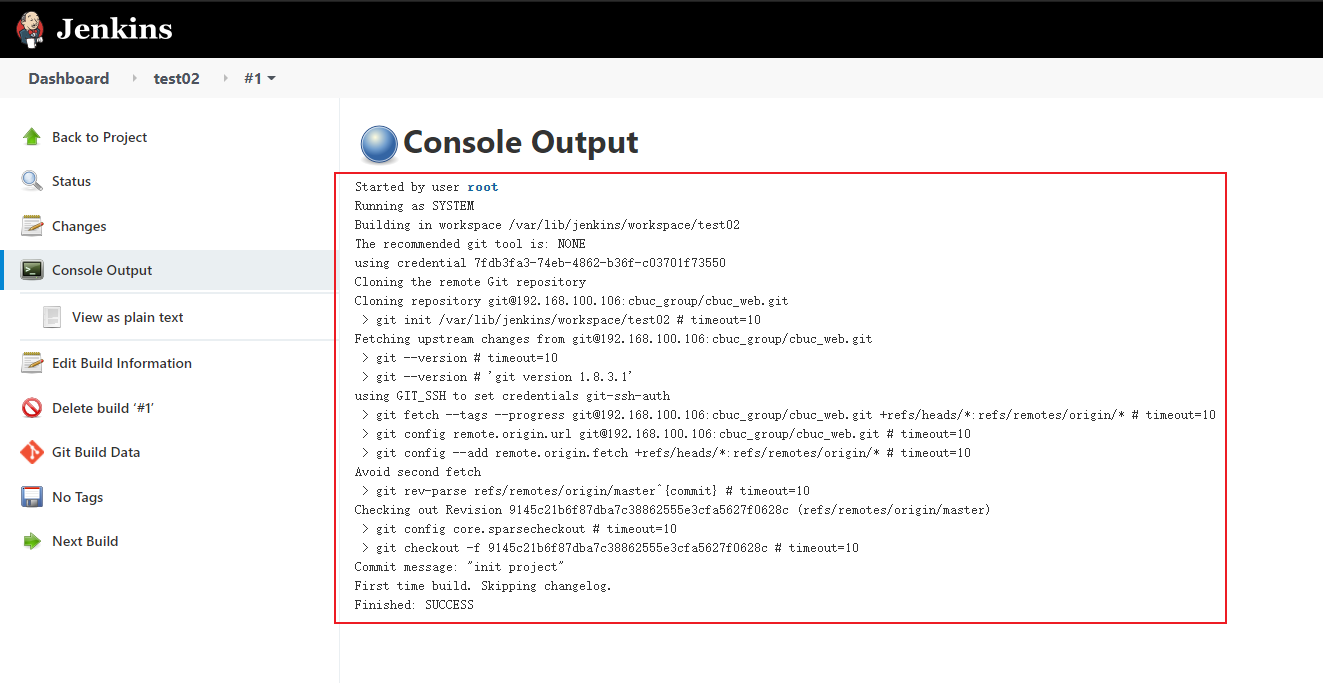 Jenkins
Dashboard
test02
#1
Back to Project
Status
Changes
Console Output
View as plain text
Edit Build Information
Delete build ‘#1’
Git Build Data
No Tags
Next Build
Console Output
Started by user root
Running as SYSTEM
Building in workspace /var/lib/jenkins/workspace/test02
The recommended git tool is: NONE
using credential 7fdb3fa3-74eb-4862-b36f-c03701f73550
Cloning the remote Git repository
Cloning repository git@192.168.100.106:cbuc_group/cbuc_web.git
 > git init /var/lib/jenkins/workspace/test02 # timeout=10
Fetching upstream changes from git@192.168.100.106:cbuc_group/cbuc_web.git
 > git --version # timeout=10
 > git --version # 'git version 1.8.3.1'
using GIT_SSH to set credentials git-ssh-auth
 > git fetch --tags --progress git@192.168.100.106:cbuc_group/cbuc_web.git +refs/heads/*:refs/remotes/origin/* # timeout=10
 > git config remote.origin.url git@192.168.100.106:cbuc_group/cbuc_web.git # timeout=10
 > git config --add remote.origin.fetch +refs/heads/*:refs/remotes/origin/* # timeout=10
Avoid second fetch
 > git rev-parse refs/remotes/origin/master^{commit} # timeout=10
Checking out Revision 9145c21b6f87dba7c38862555e3cfa5627f0628c (refs/remotes/origin/master)
 > git config core.sparsecheckout # timeout=10
 > git checkout -f 9145c21b6f87dba7c38862555e3cfa5627f0628c # timeout=10
Commit message: "init project"
First time build. Skipping changelog.
Finished: SUCCESS